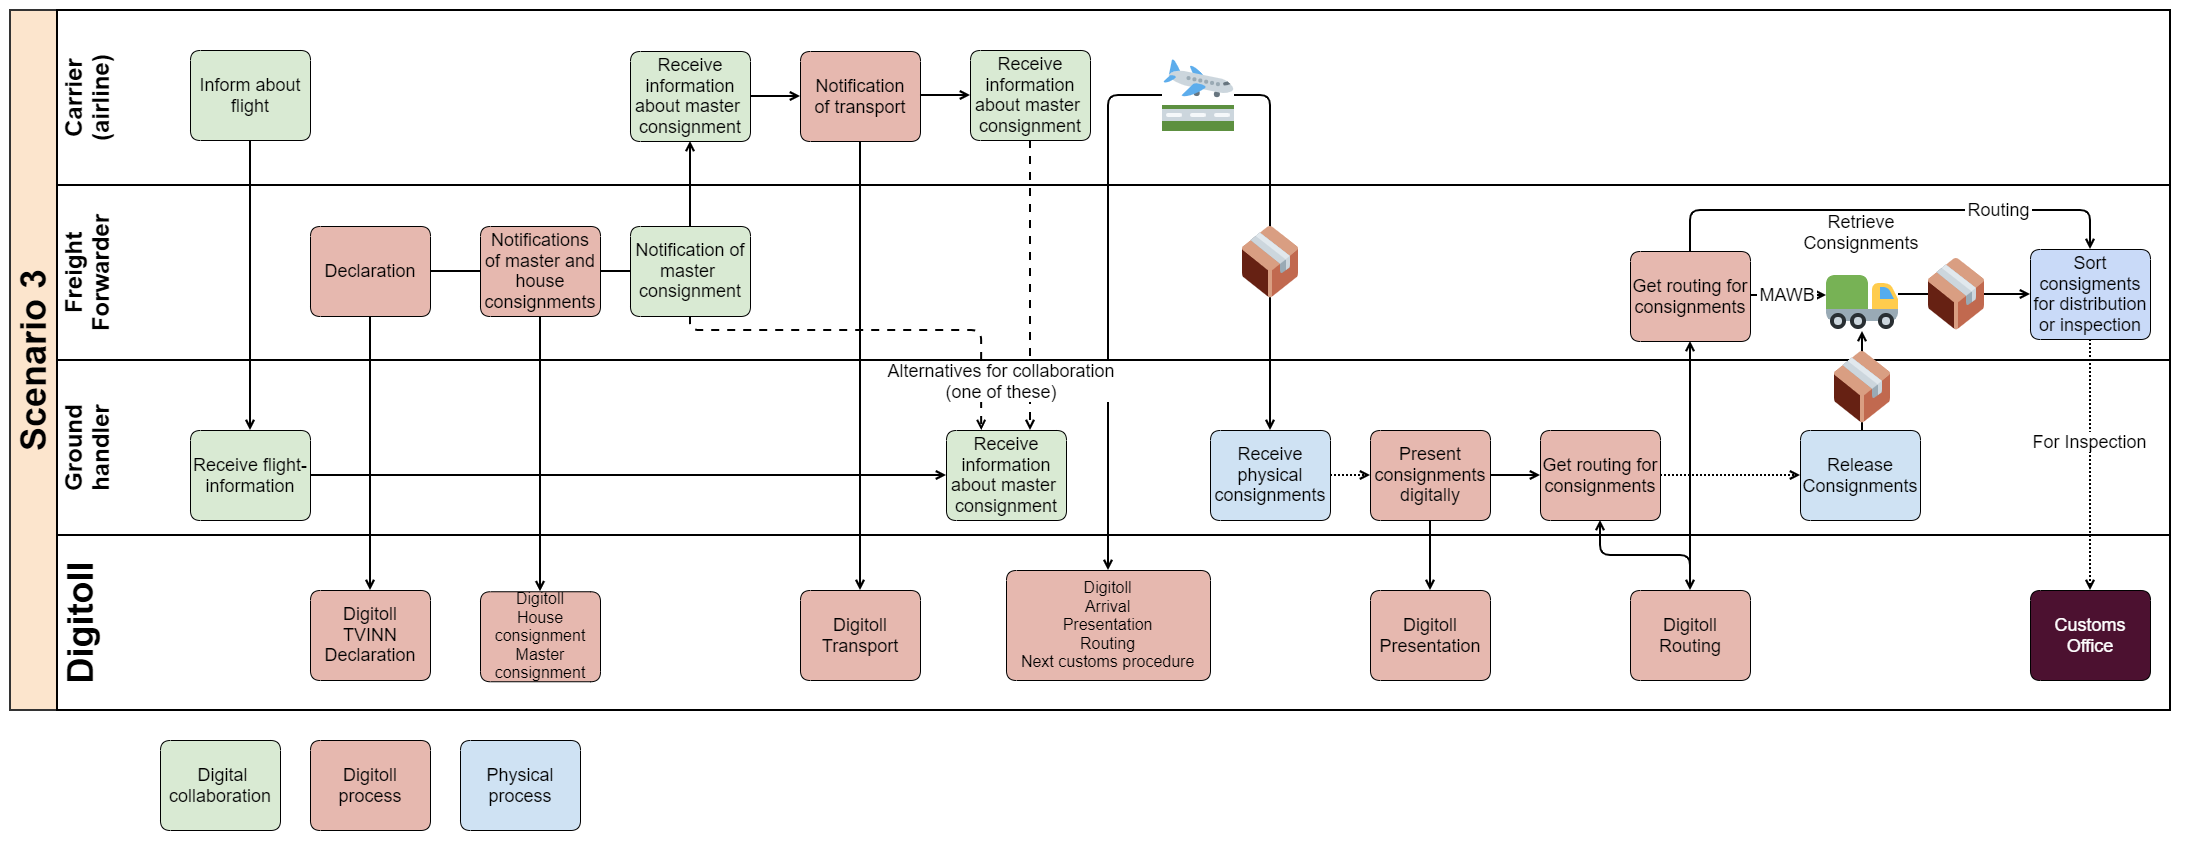 Scenario 3
Carrier
(airline)
Inform about
flight
Receive
information
about master
consignment
Notification
of transport
Receive
information
about master
consignment
Freight
Forwarder
Declaration
Notifications
of master and
house
consignments
Notification of
master
consignment
Get routing for
consignments
MAWB
Retrieve
Consignments
Routing
Sort
consigments
for distribution
or inspection
Alternatives for collaboration
(one of these)
Ground
handler
Receive flight-
information
Receive
information
about master
consignment
Receive
physical
consignments
Present
consignments
digitally
Get routing for
consignments
Release
Consignments
For Inspection
Digitoll
Digitoll
TVINN
Declaration
Digitoll
House
consignment
Master
consignment
Digitoll
Transport
Digitoll
Arrival
Presentation
Routing
Next customs procedure
Digitoll
Presentation
Digitoll
Routing
Customs
Office
Digital
collaboration
Digitoll
process
Physical
process